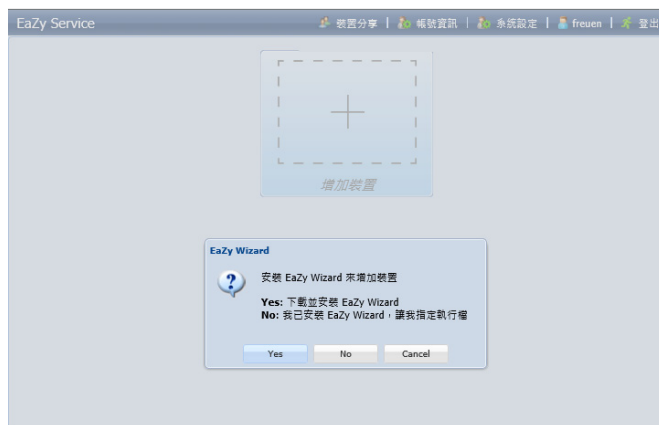 EaZy Service 裝置分享 | 帳號資訊 | 系統設定 | freuen | 登出
增加裝置
EaZy Wizard
安裝 EaZy Wizard 來增加裝置
Yes: 下載並安裝 EaZy Wizard
No: 我已安裝 EaZy Wizard，讓我指定執行檔
Yes No Cancel